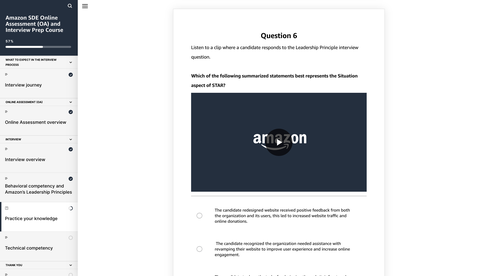 Amazon SDE Online
Assessment (OA) and
Interview Prep Course
WHAT TO EXPECT IN THE INTERVIEW
PROCESS
Interview journey
ONLINE ASSESSMENT (OA)
Online Assessment overview
INTERVIEW
Interview overview
Behavioral competency and
Amazon's Leadership Principles
Practice your knowledge
Technical competency
THANK YOU
Question 6
Listen to a clip where a candidate responds to the Leadership Principle interview
question.
Which of the following summarized statements best represents the Situation
aspect of STAR?
amazon
The candidate redesigned website received positive feedback from both
the organization and its users, this led to increased website traffic and
online donations.
The candidate recognized the organization needed assistance with
revamping their website to improve user experience and increase online
engagement.